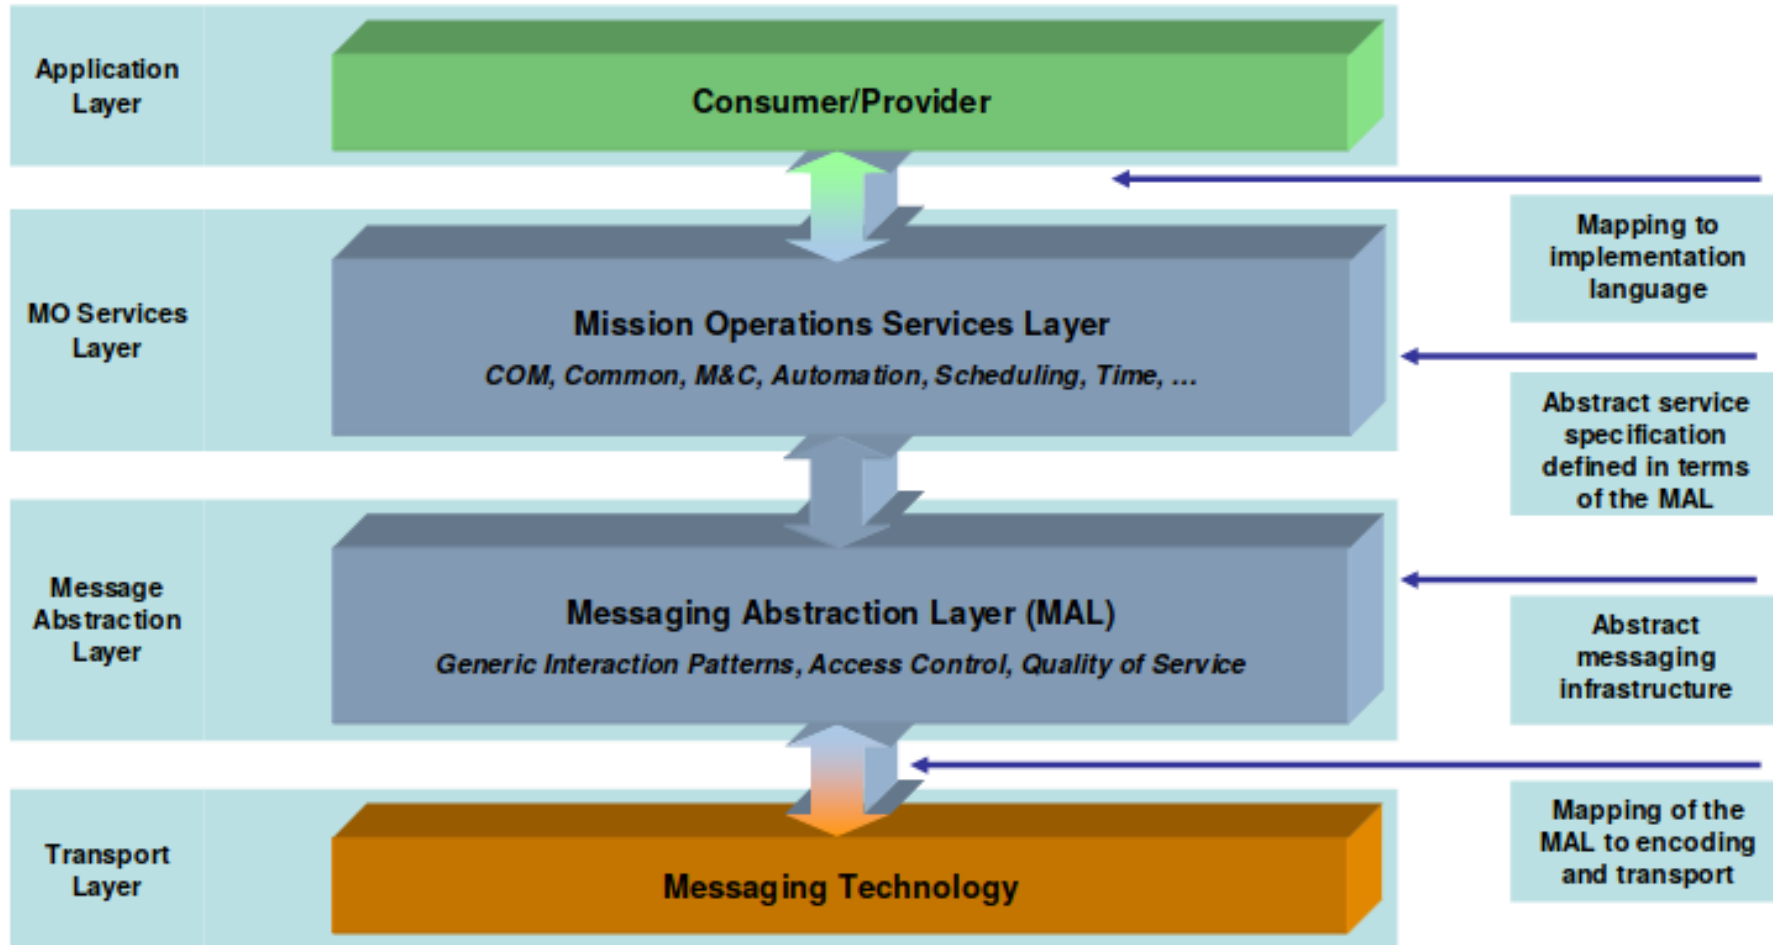 Application
Layer
Consumer/Provider
Mapping to
implementation
language
MO Services
Layer
Mission Operations Services Layer
COM, Common, M&C, Automation, Scheduling, Time, ...
Abstract service
specification
defined in terms
of the MAL
Message
Abstraction
Layer
Messaging Abstraction Layer (MAL)
Generic Interaction Patterns, Access Control, Quality of Service
Abstract
messaging
infrastructure
Transport
Layer
Messaging Technology
Mapping of the
MAL to encoding
and transport